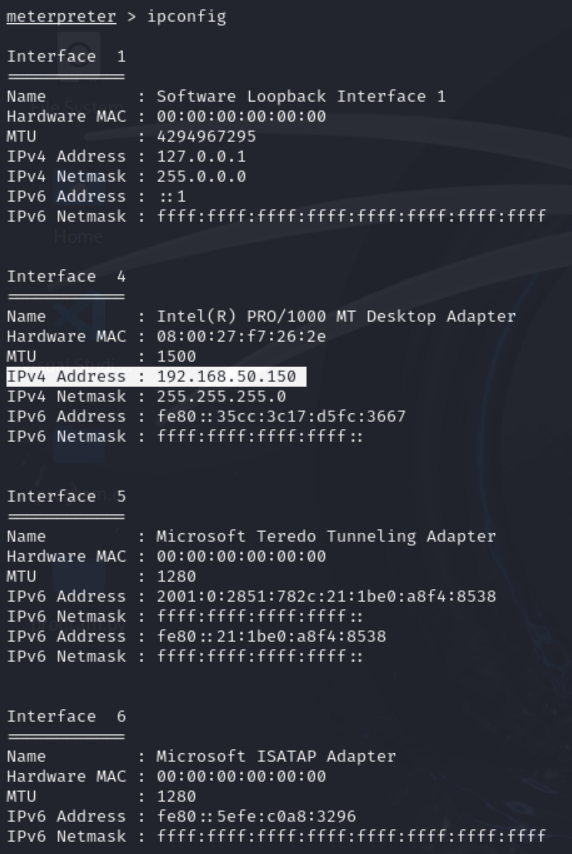 meterpreter > ipconfig
Interface  1
============
Name         : Software Loopback Interface 1
Hardware MAC : 00:00:00:00:00:00
MTU          : 4294967295
IPv4 Address : 127.0.0.1
IPv4 Netmask : 255.0.0.0
IPv6 Address : ::1
IPv6 Netmask : ffff:ffff:ffff:ffff:ffff:ffff:ffff:ffff
Interface  4
============
Name         : Intel(R) PRO/1000 MT Desktop Adapter
Hardware MAC : 08:00:27:f7:26:2e
MTU          : 1500
IPv4 Address : 192.168.50.150
IPv4 Netmask : 255.255.255.0
IPv6 Address : fe80::35cc:3c17:d5fc:3667
IPv6 Netmask : ffff:ffff:ffff:ffff::
Interface  5
============
Name         : Microsoft Teredo Tunneling Adapter
Hardware MAC : 00:00:00:00:00:00
MTU          : 1280
IPv6 Address : 2001:0:2851:782c:21:1be0:a8f4:8538
IPv6 Netmask : ffff:ffff:ffff:ffff::
IPv6 Address : fe80::21:1be0:a8f4:8538
IPv6 Netmask : ffff:ffff:ffff:ffff::
Interface  6
============
Name         : Microsoft ISATAP Adapter
Hardware MAC : 00:00:00:00:00:00
MTU          : 1280
IPv6 Address : fe80::5efe:c0a8:3296
IPv6 Netmask : ffff:ffff:ffff:ffff:ffff:ffff:ffff:ffff
Home